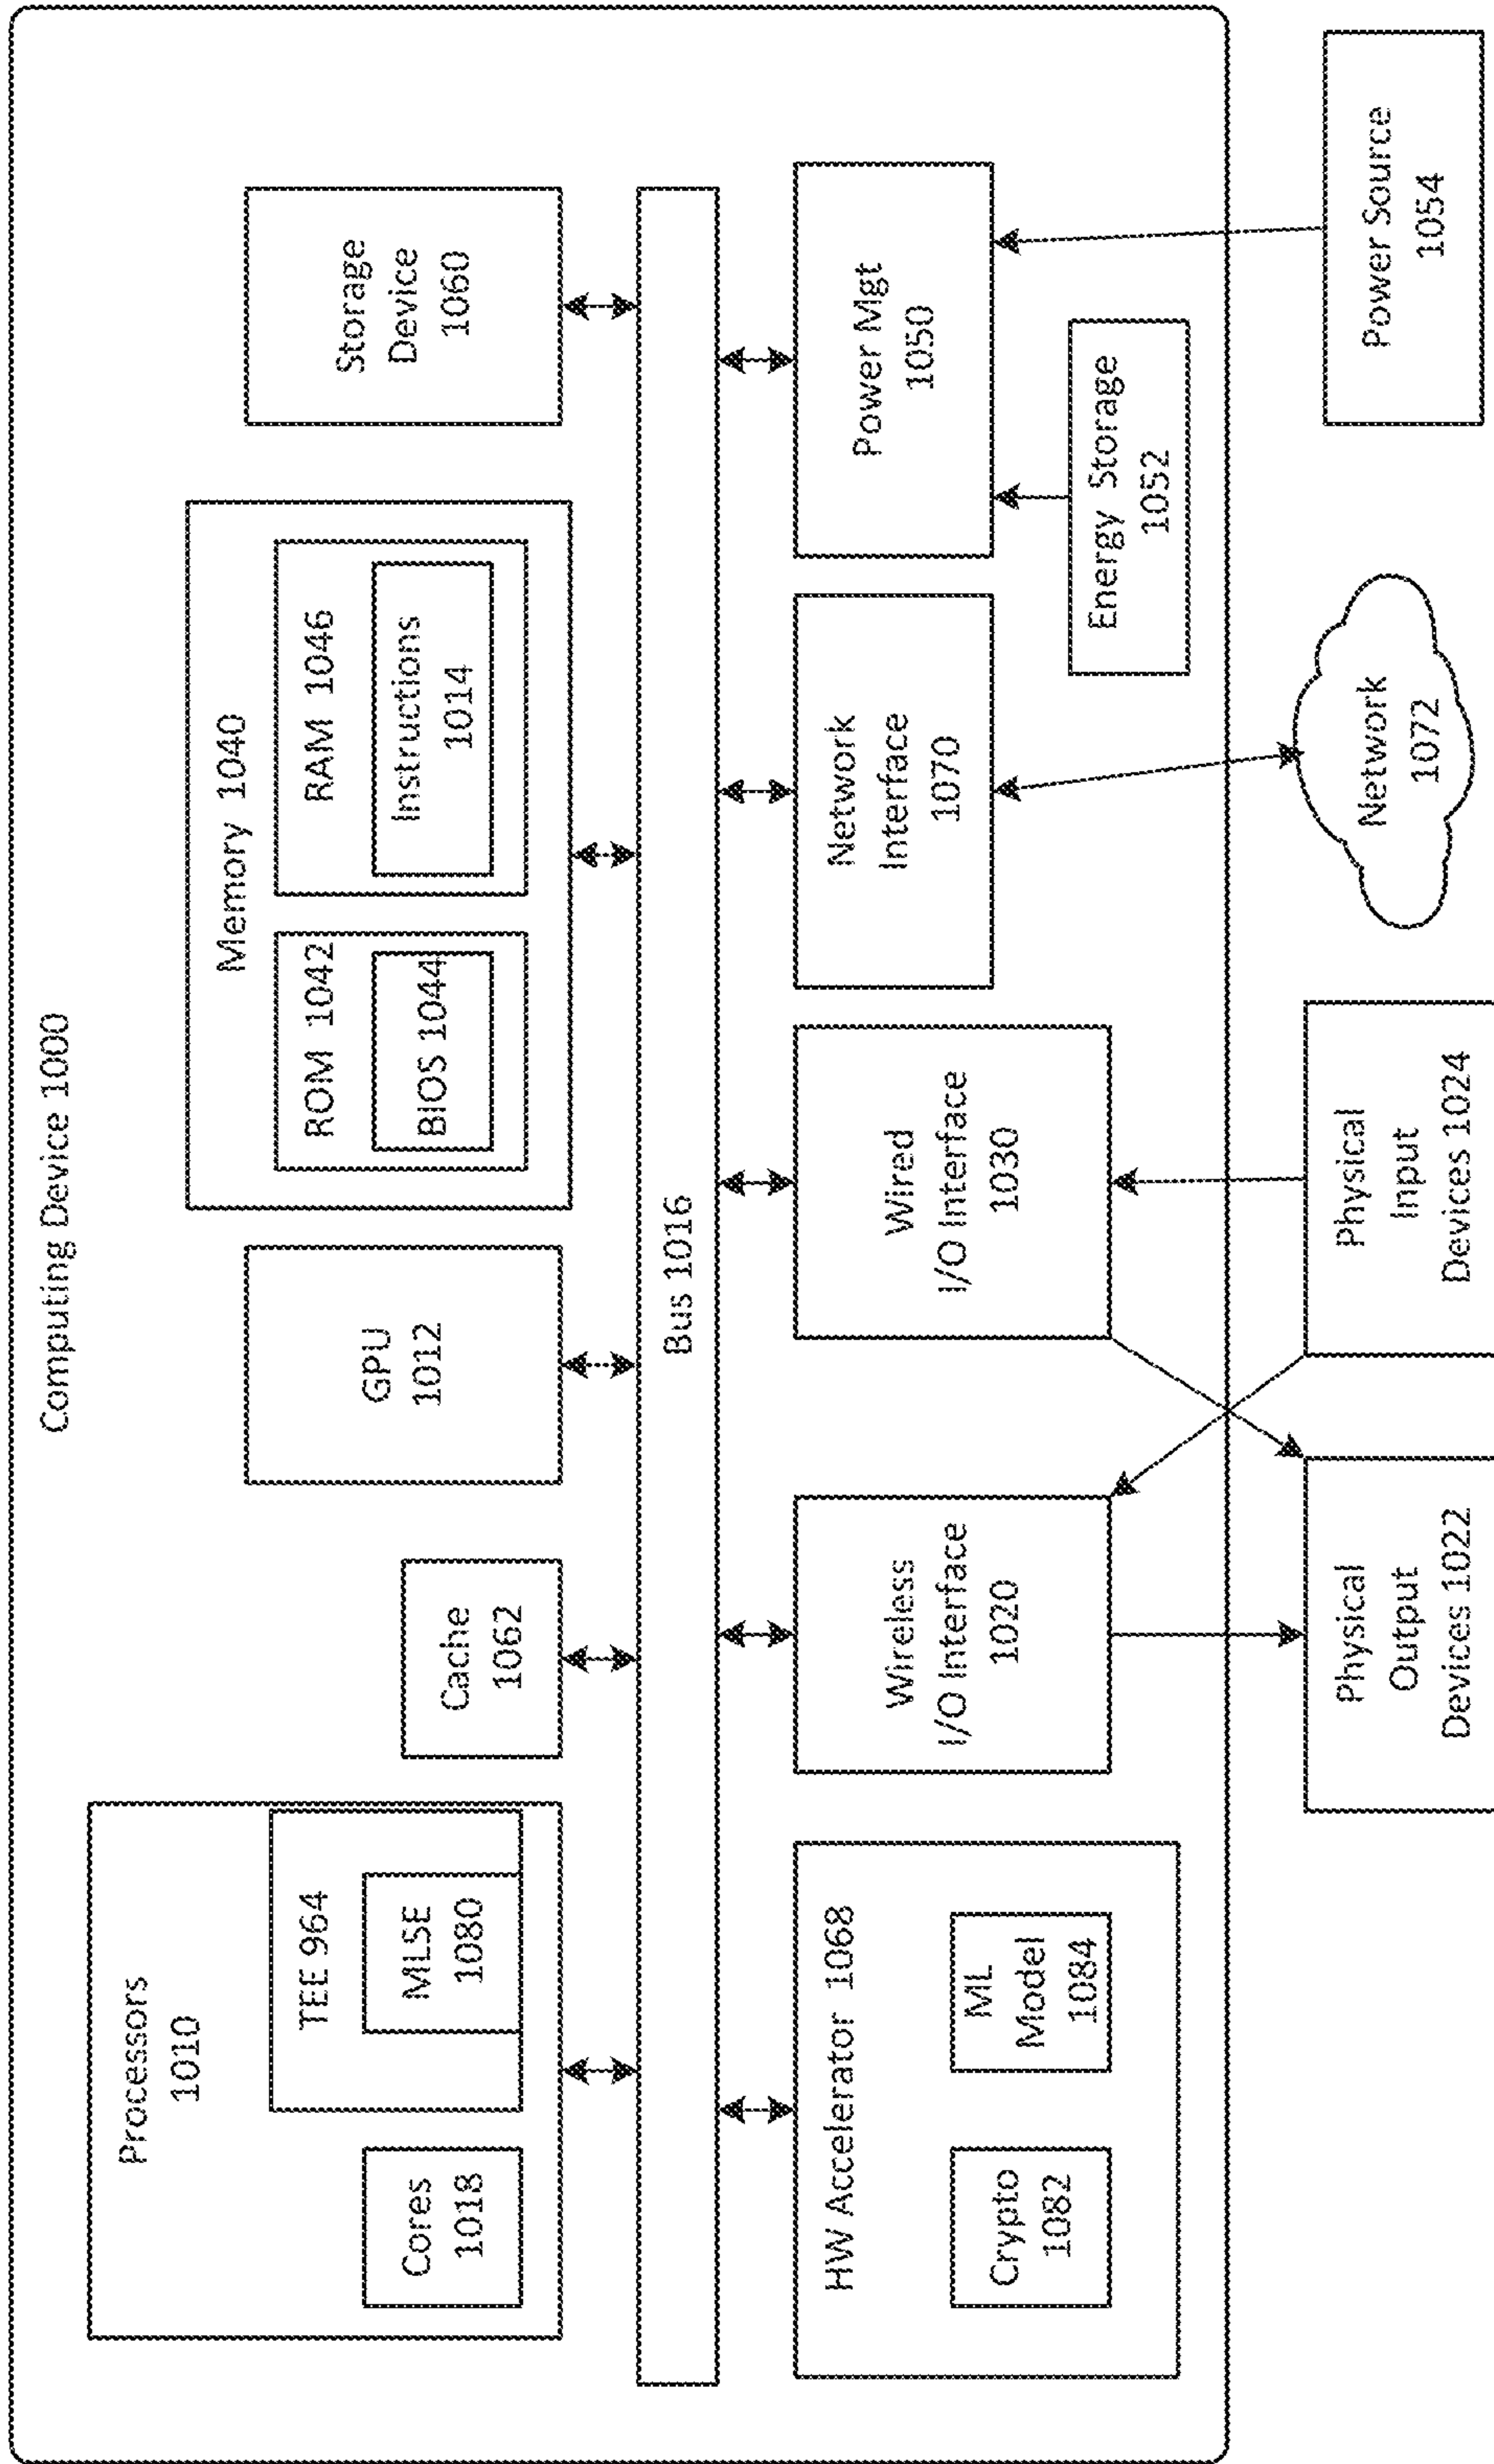 Computing Device 1000
Processors
1010
Cores
1018
TEE 964
MLSE
1080
Cache
1062
GPU
1012
Memory 1040
ROM 1042
BIOS 1044
RAM 1046
Instructions
1014
Storage
Device
1060
Bus 1016
HW Accelerator 1068
Crypto
1082
ML
Model
1084
Wireless
I/O Interface
1020
Wired
I/O Interface
1030
Network
Interface
1070
Power Mgt
1050
Energy Storage
1052
Physical
Output
Devices 1022
Physical
Input
Devices 1024
Network
1072
Power Source
1054